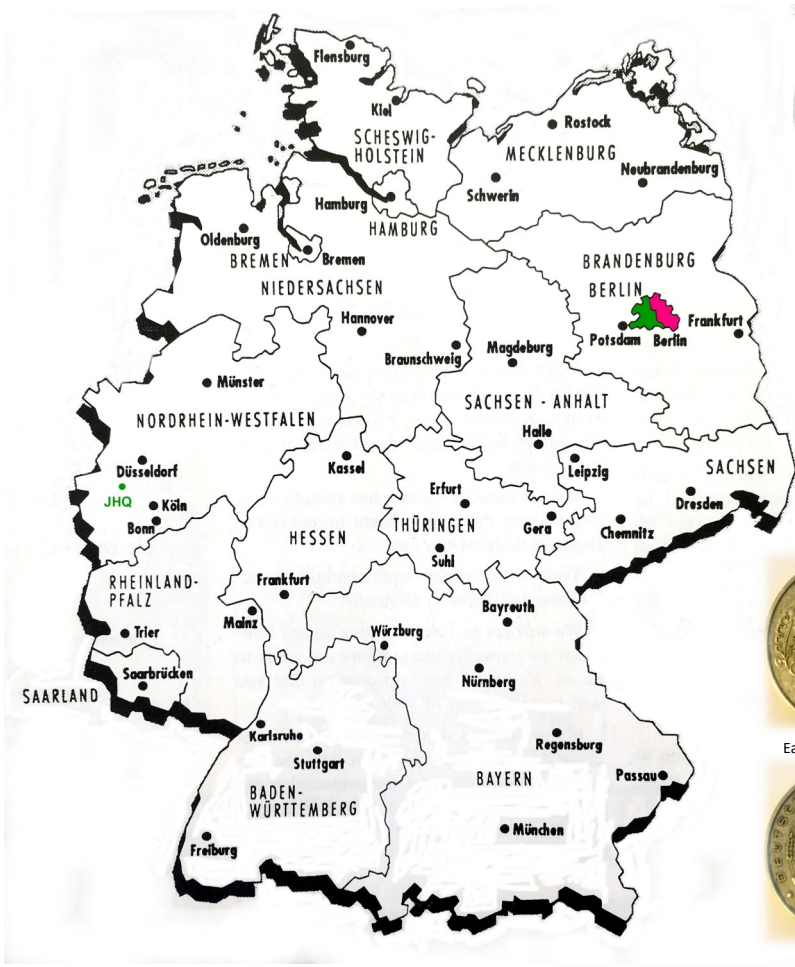 Flensburg
Kiel
SCHESWIG-
HOLSTEIN
Rostock
MECKLENBURG
Neubrandenburg
Schwerin
Hamburg
HAMBURG
Oldenburg
BREMEN
Bremen
NIEDERSACHSEN
BRANDENBURG
BERLIN
Hannover
Potsdam
Berlin
Frankfurt
Braunschweig
Magdeburg
Münster
SACHSEN - ANHALT
NORDRHEIN-WESTFALEN
Halle
Düsseldorf
Kassel
Leipzig
SACHSEN
JHQ
Köln
Erfurt
Dresden
Bonn
THÜRINGEN
Gera
Chemnitz
HESSEN
Suhl
RHEINLAND-
PFALZ
Frankfurt
Mainz
Bayreuth
Trier
Würzburg
Saarbrücken
Nürnberg
SAARLAND
Karlsruhe
Regensburg
Stuttgart
Passau
BADEN-
WÜRTTEMBERG
BAYERN
München
Freiburg
Ea
DEUTSC